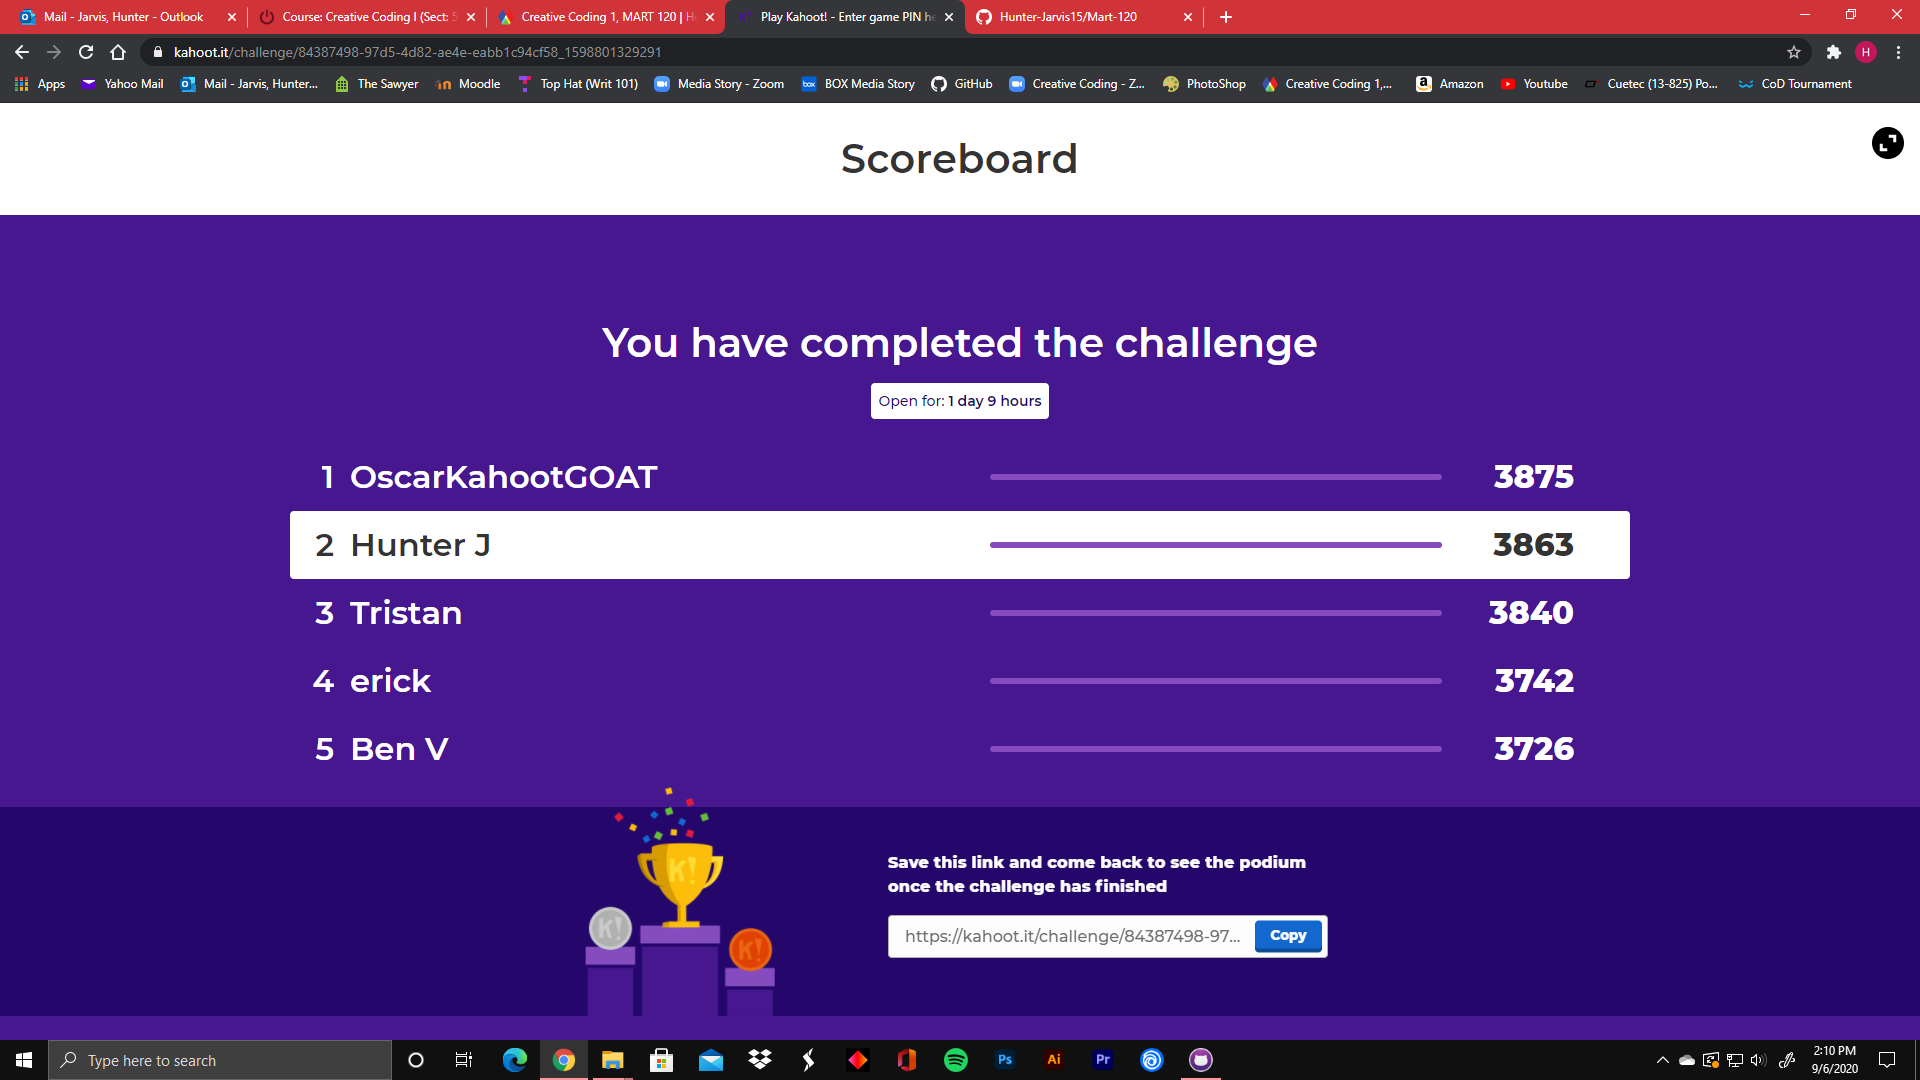 Mail - Jarvis, Hunter - Outlook
Course: Creative Coding I (Sect: 5
Creative Coding 1, MART 120 | H
Play Kahoot! - Enter game PIN he
Hunter-Jarvis15/Mart-120
kahoot.it/challenge/84387498-97d5-4d82-ae4e-eabb1c94cf58_1598801329291
H
Apps
Yahoo Mail
Mail - Jarvis, Hunter...
The Sawyer
Moodle
Top Hat (Writ 101)
Media Story - Zoom
BOX Media Story
GitHub
Creative Coding - Z...
PhotoShop
Creative Coding 1,...
Amazon
Youtube
Cuetec (13-825) Po...
CoD Tournament
Scoreboard
You have completed the challenge
Open for: 1 day 9 hours
1 OscarKahootGOAT 3875
2 Hunter J 3863
3 Tristan 3840
4 erick 3742
5 Ben V 3726
K!
K!
K!
Save this link and come back to see the podium
once the challenge has finished
https://kahoot.it/challenge/84387498-97...
Copy
Type here to search
Ps
Ai
Pr
2:10 PM
9/6/2020